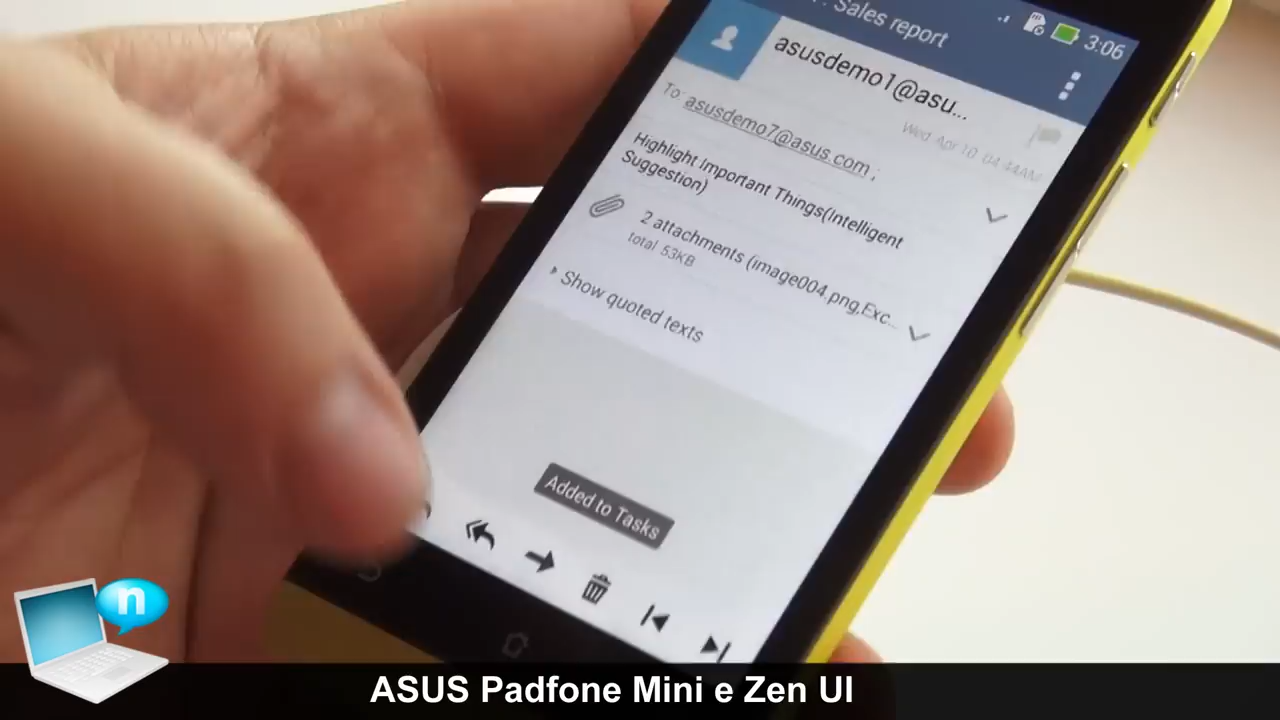 Sales report
3:06
asusdemo1@asu...
Wed Apr 10 04:44AM
To: asusdemo7@asus.com ;
Highlight Important Things(Intelligent
Suggestion)
2 attachments (image004.png,Exc...
total 53KB
Show quoted texts
Added to Tasks
n
ASUS Padfone Mini e Zen UI